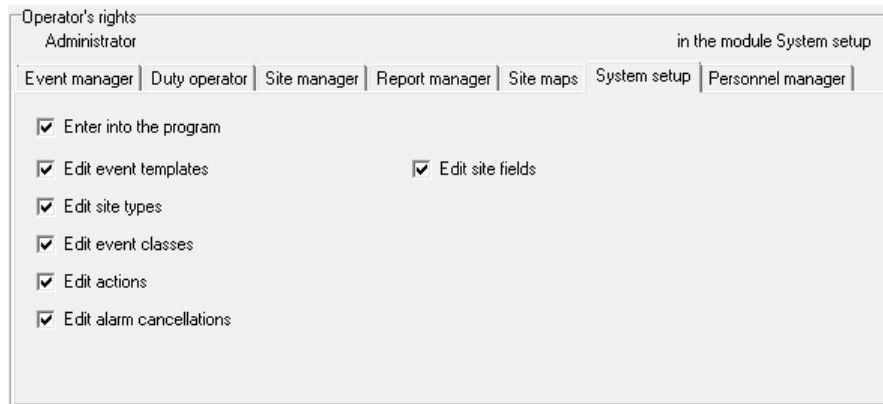 Operator's rights
Administrator in the module System setup
Event manager Duty operator Site manager Report manager Site maps System setup Personnel manager
Enter into the program
Edit event templates Edit site fields
Edit site types
Edit event classes
Edit actions
Edit alarm cancellations